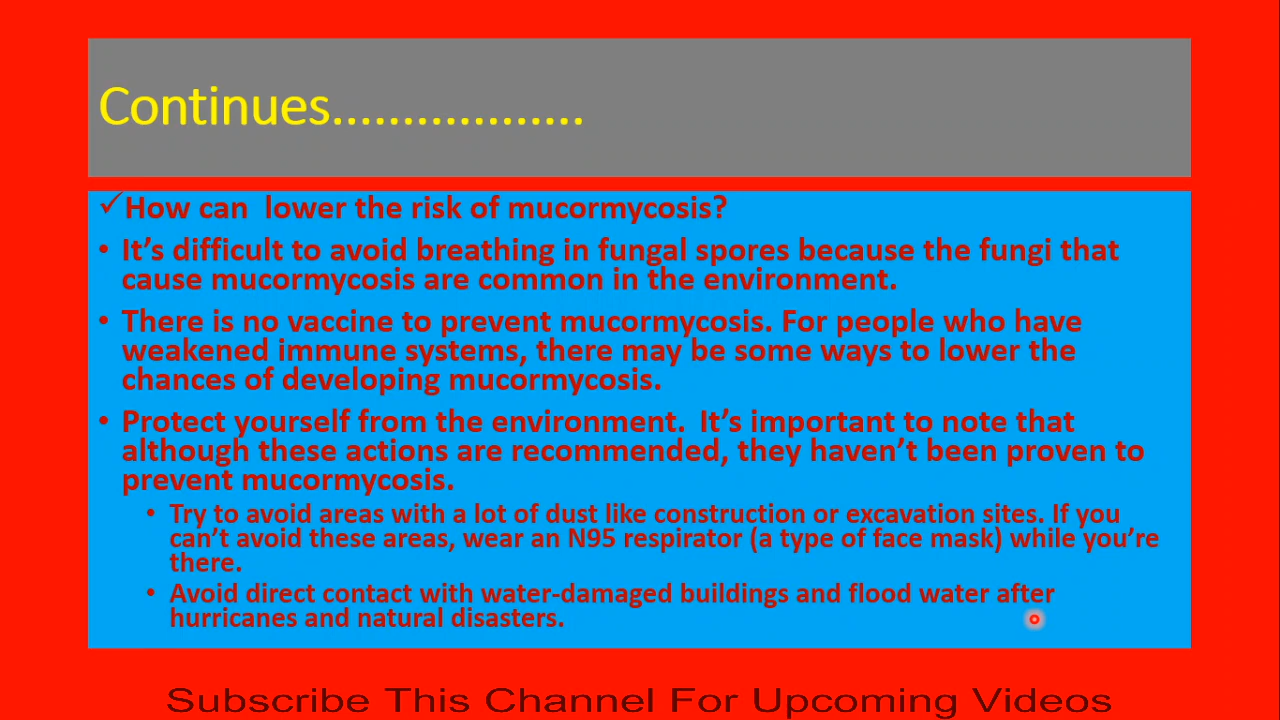 Continues..................
✓How can  lower the risk of mucormycosis?
• It’s difficult to avoid breathing in fungal spores because the fungi that
cause mucormycosis are common in the environment.
• There is no vaccine to prevent mucormycosis. For people who have
weakened immune systems, there may be some ways to lower the
chances of developing mucormycosis.
• Protect yourself from the environment.  It’s important to note that
although these actions are recommended, they haven’t been proven to
prevent mucormycosis.
• Try to avoid areas with a lot of dust like construction or excavation sites. If you
can’t avoid these areas, wear an N95 respirator (a type of face mask) while you’re
there.
• Avoid direct contact with water-damaged buildings and flood water after
hurricanes and natural disasters.
Subscribe This Channel For Upcoming Videos